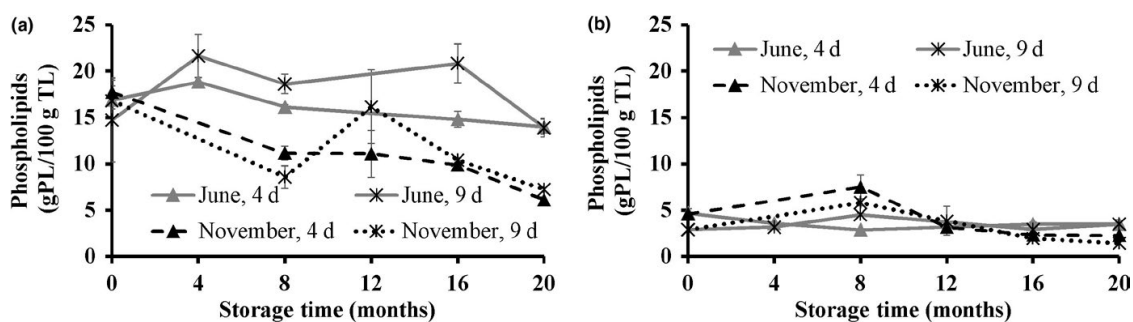 (a)
Phospholipids
(gPL/100 g TL)
25
20
15
10
5
0
June, 4 d
June, 9 d
November, 4 d
November, 9 d
0 4 8 12 16 20
Storage time (months)
(b)
Phospholipids
(gPL/100 g TL)
25
20
15
10
5
0
June, 4 d
June, 9 d
November, 4 d
November, 9 d
0 4 8 12 16 20
Storage time (months)